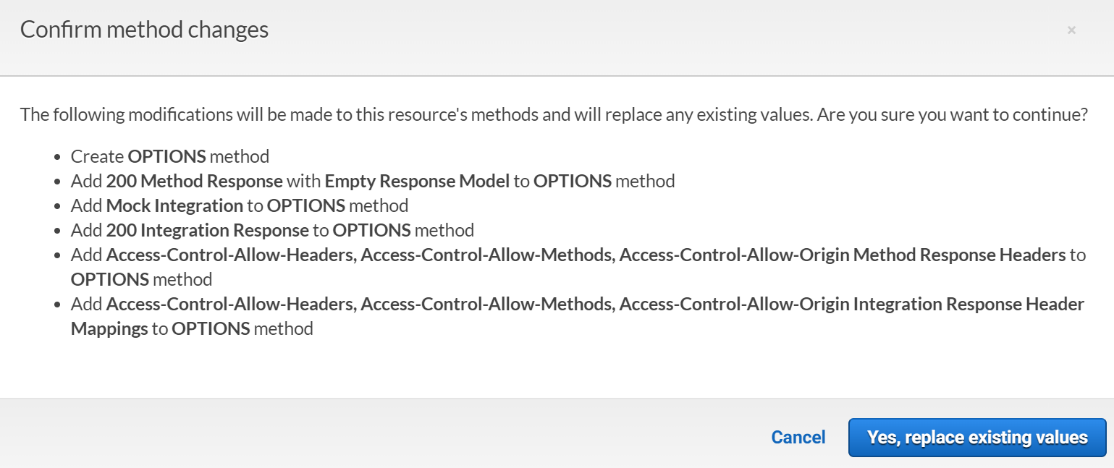 Confirm method changes
×
The following modifications will be made to this resource's methods and will replace any existing values. Are you sure you want to continue?
• Create OPTIONS method
• Add 200 Method Response with Empty Response Model to OPTIONS method
• Add Mock Integration to OPTIONS method
• Add 200 Integration Response to OPTIONS method
• Add Access-Control-Allow-Headers, Access-Control-Allow-Methods, Access-Control-Allow-Origin Method Response Headers to
OPTIONS method
• Add Access-Control-Allow-Headers, Access-Control-Allow-Methods, Access-Control-Allow-Origin Integration Response Header
Mappings to OPTIONS method
Cancel
Yes, replace existing values